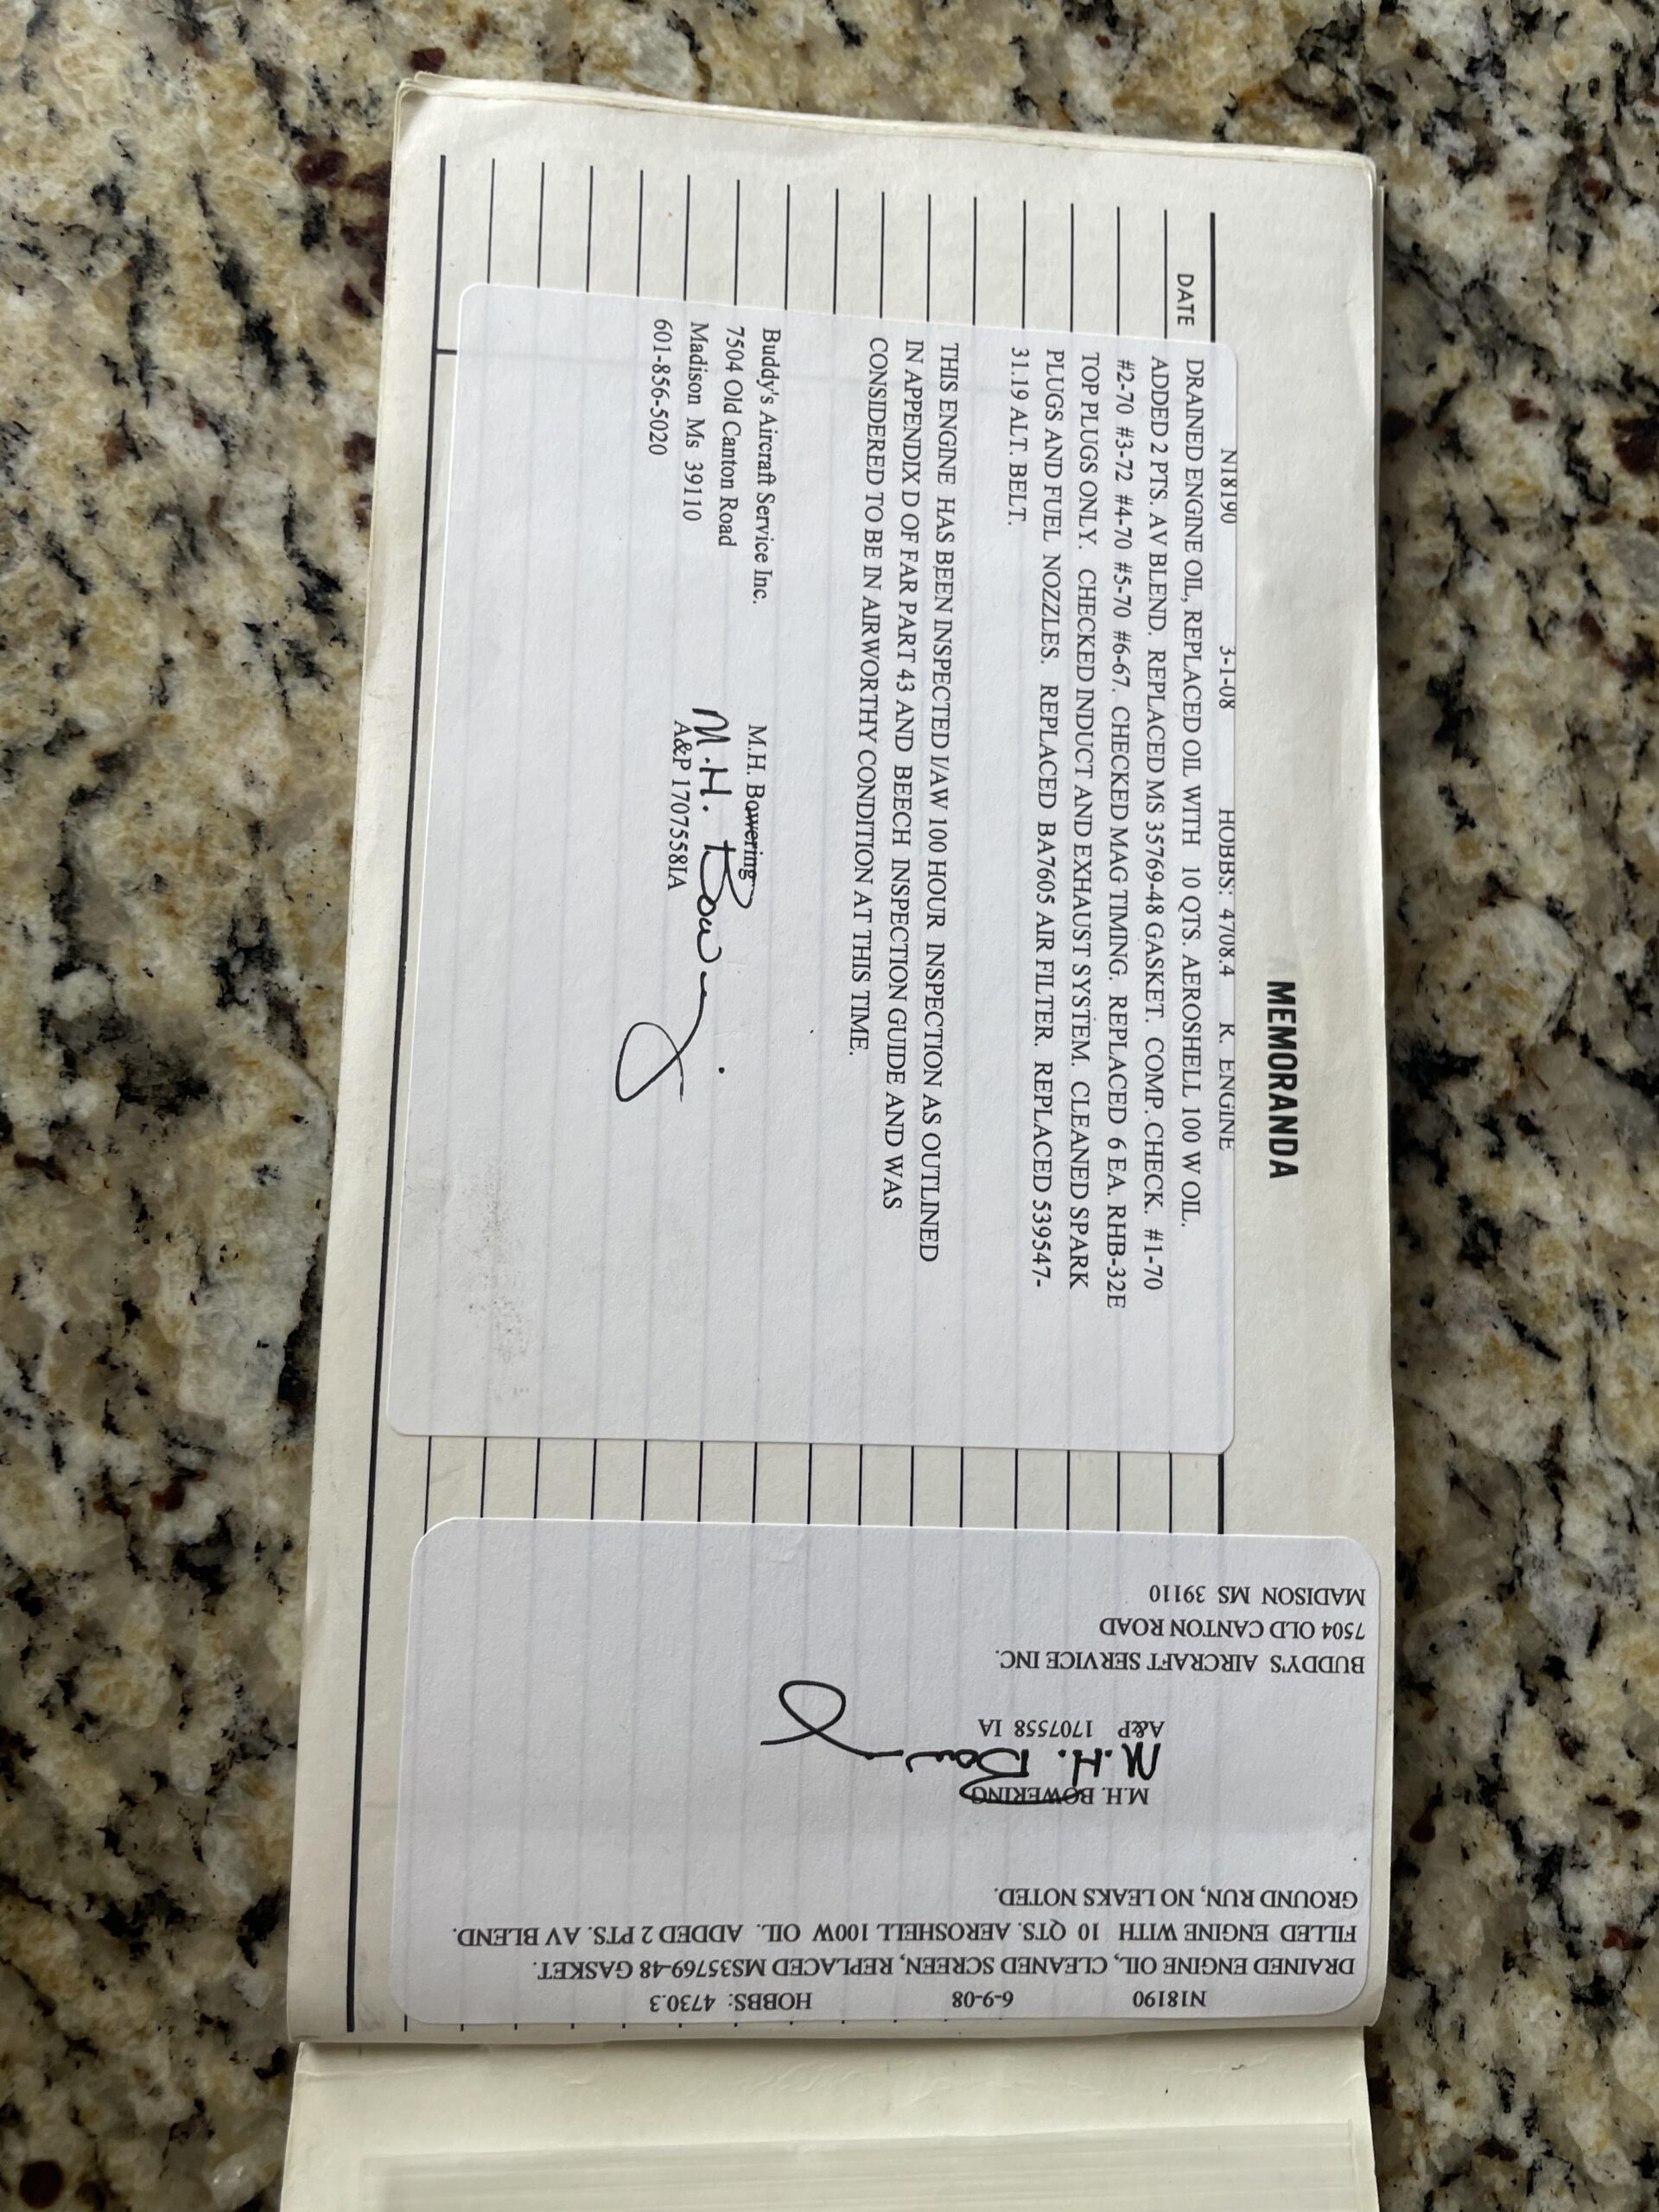 MEMORANDA
DATE
N18190 3-1-08 HOBBS: 4708.4 R. ENGINE
DRAINED ENGINE OIL, REPLACED OIL WITH 10 QTS. AEROSHELL 100 W OIL.
ADDED 2 PTS. AV BLEND. REPLACED MS 35769-48 GASKET. COMP. CHECK. #1-70
#2-70 #3-72 #4-70 #5-70 #6-67. CHECKED MAG TIMING. REPLACED 6 EA. RHB-32E
TOP PLUGS ONLY. CHECKED INDUCT AND EXHAUST SYSTEM. CLEANED SPARK
PLUGS AND FUEL NOZZLES. REPLACED BA7605 AIR FILTER. REPLACED 539547-
31.19 ALT. BELT.
THIS ENGINE HAS BEEN INSPECTED I/AW 100 HOUR INSPECTION AS OUTLINED
IN APPENDIX D OF FAR PART 43 AND BEECH INSPECTION GUIDE AND WAS
CONSIDERED TO BE IN AIRWORTHY CONDITION AT THIS TIME.
Buddy's Aircraft Service Inc. M.H. Bowering
7504 Old Canton Road M.H. Bowering
Madison Ms 39110 A&P 1707558IA
601-856-5020
N18190 6-9-08 HOBBS: 4730.3
DRAINED ENGINE OIL, CLEANED SCREEN, REPLACED MS35769-48 GASKET.
FILLED ENGINE WITH 10 QTS. AEROSHELL 100W OIL. ADDED 2 PTS. AV BLEND.
GROUND RUN, NO LEAKS NOTED.
M.H. BOWERING
M.H. Bowering
A&P 1707558 IA
BUDDY'S AIRCRAFT SERVICE INC.
7504 OLD CANTON ROAD
MADISON MS 39110